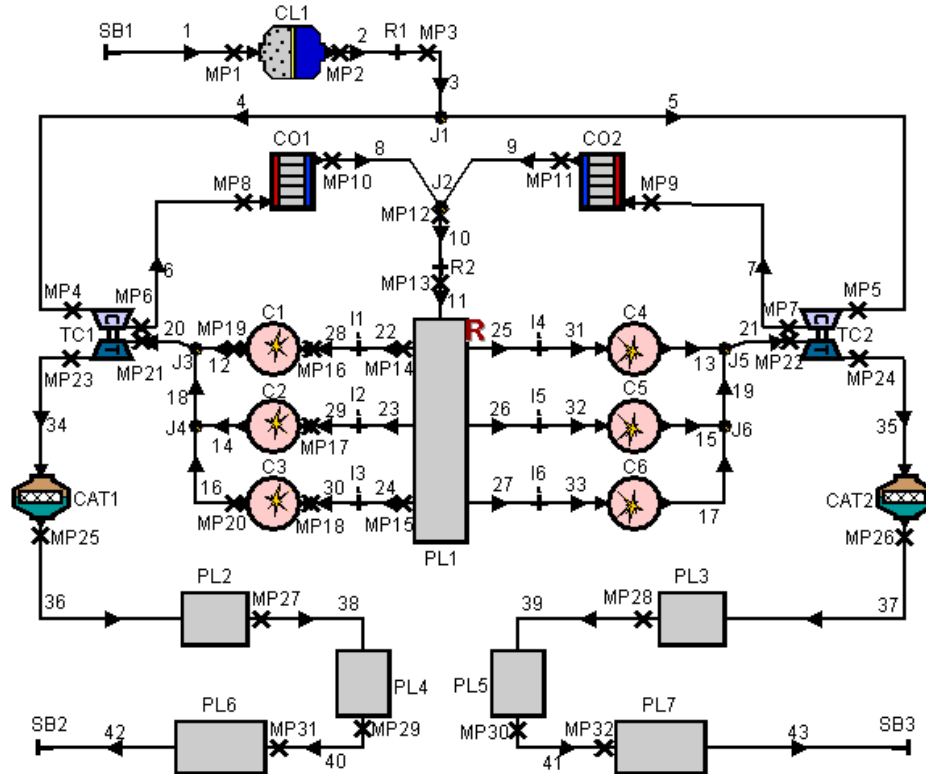 CL1
SB1 1 2 R1 MP3
MP1 MP2
3
4 5
J1
CO1 8 9 CO2
MP8 MP10 J2 MP11 MP9
MP12
10
6 R2 7
MP4 MP6 MP13 MP7 MP5
11
TC1 20 MP19 C1 28 I1 22 R 25 I4 31 C4 21 TC2
MP23 MP21 J3 12 MP16 MP14 13 J5 MP22 MP24
18 C2 I2 I5 C5 19
34 29 23 26 32 35
J4 14 MP17 15 J6
C3 I3 I6 C6
16 30 24 27 33
CAT1 MP20 MP18 MP15 17 CAT2
MP25 PL1 MP26
PL2 PL3
36 MP27 38 39 MP28 37
PL4 PL5
SB2 PL6 MP29 MP30 PL7 SB3
42 MP31 40 41 MP32 43